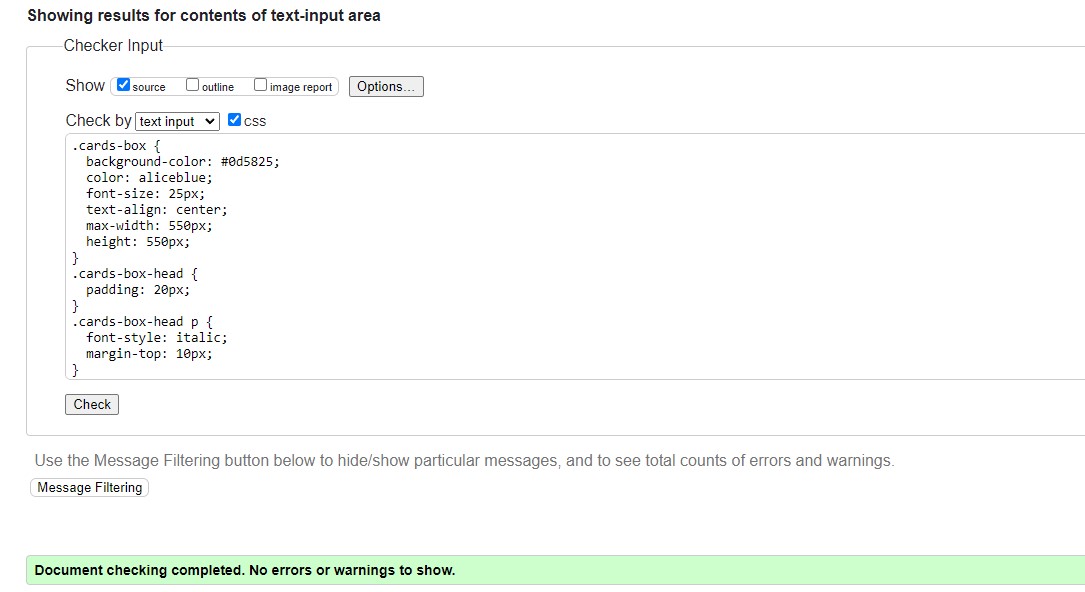 Showing results for contents of text-input area
Checker Input
Show source outline image report Options...
Check by text input css
.cards-box {
  background-color: #0d5825;
  color: aliceblue;
  font-size: 25px;
  text-align: center;
  max-width: 550px;
  height: 550px;
}
.cards-box-head {
  padding: 20px;
}
.cards-box-head p {
  font-style: italic;
  margin-top: 10px;
}
Check
Use the Message Filtering button below to hide/show particular messages, and to see total counts of errors and warnings.
Message Filtering
Document checking completed. No errors or warnings to show.